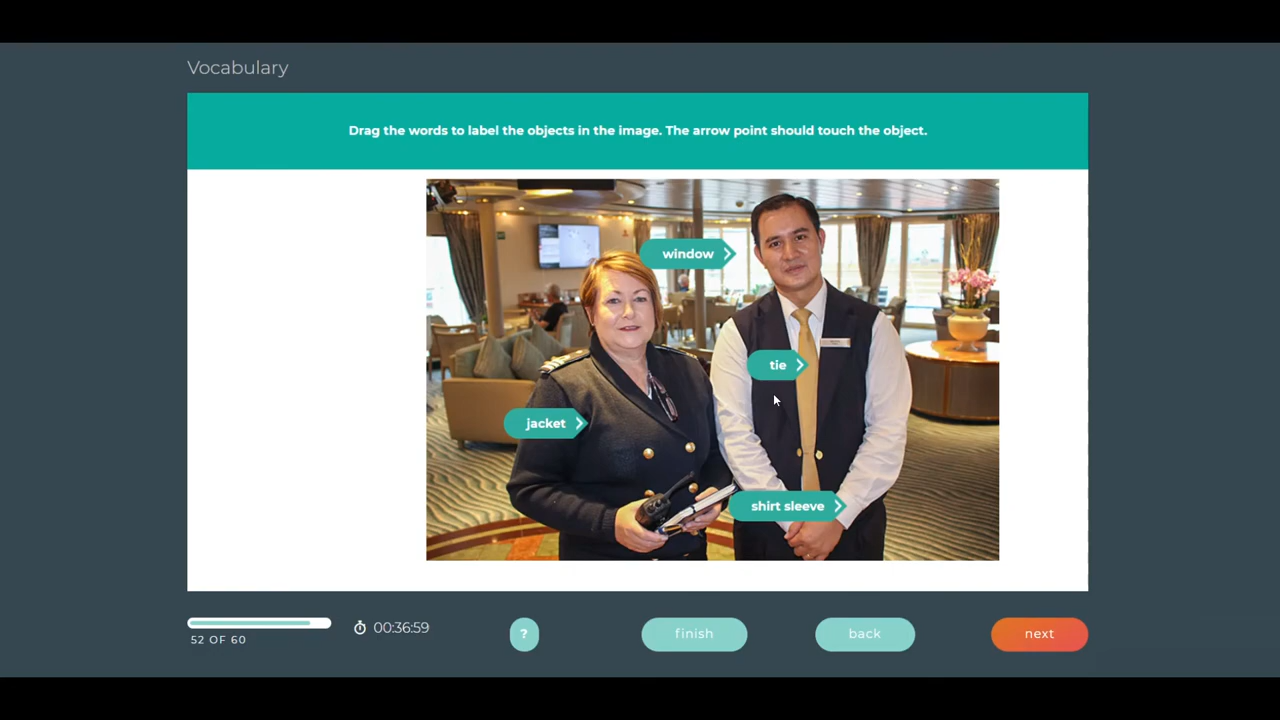 Vocabulary
Drag the words to label the objects in the image. The arrow point should touch the object.
window
tie
jacket
shirt sleeve
52 OF 60
00:36:59
?
finish
back
next